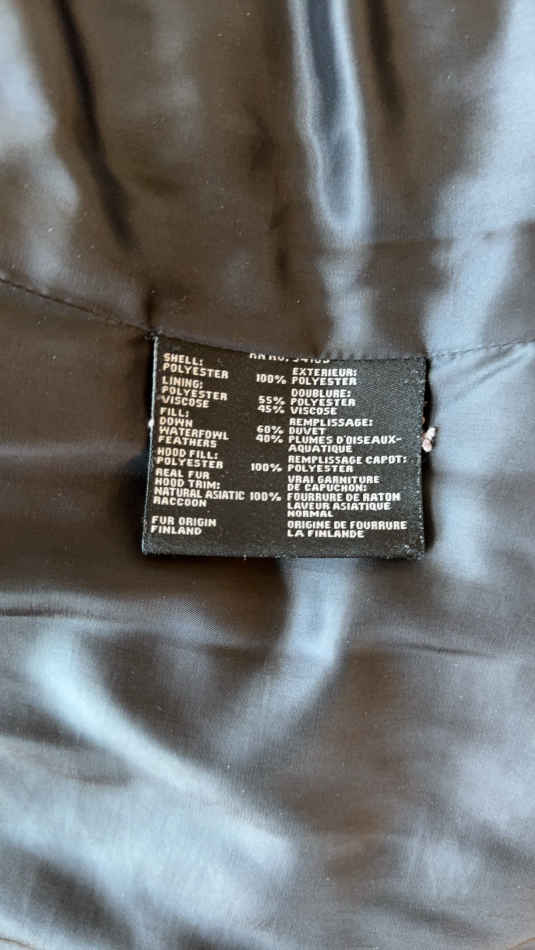 SHELL:
POLYESTER 100%
LINING:
POLYESTER 55%
VISCOSE 45%
FILL:
DOWN 60%
WATERFOWL
FEATHERS 40%
HOOD FILL:
POLYESTER 100%
REAL FUR
HOOD TRIM:
NATURAL ASIATIC 100%
RACCOON
FUR ORIGIN
FINLAND
EXTERIEUR:
POLYESTER
DOUBLURE:
POLYESTER
VISCOSE
REMPLISSAGE:
DUVET
PLUMES D'OISEAUX-
AQUATIQUE
REMPLISSAGE CAPOT:
POLYESTER
VRAI GARNITURE
DE CAPUCHON:
FOURRURE DE RATON
LAVEUR ASIATIQUE
NORMAL
ORIGINE DE FOURRURE
LA FINLANDE